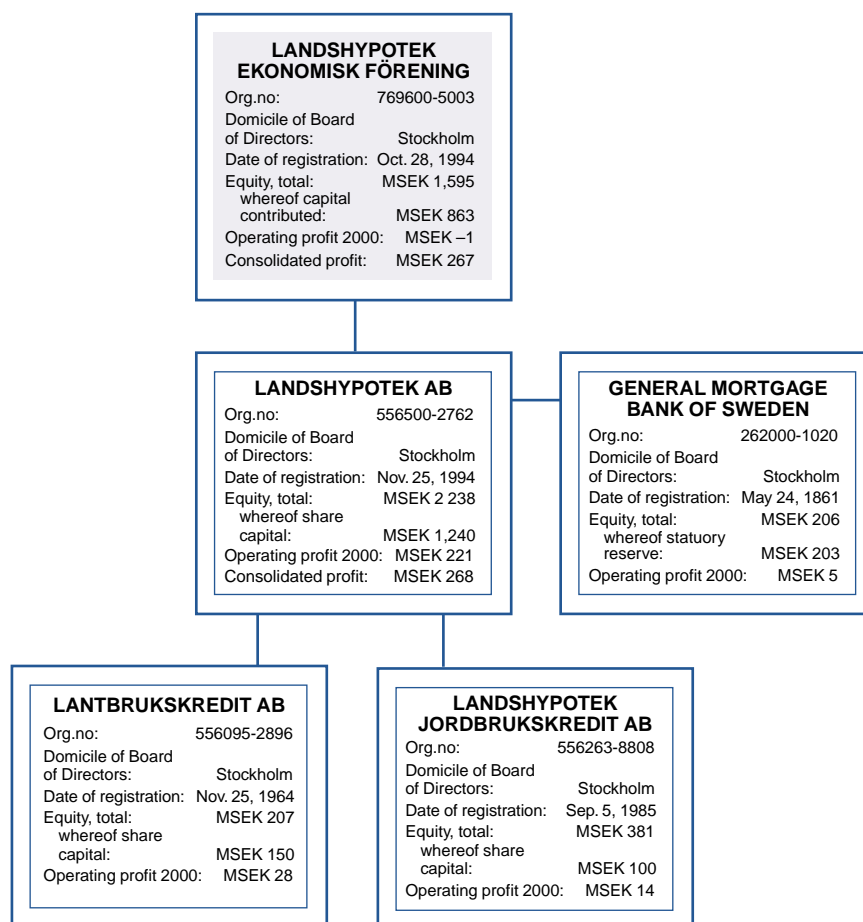 LANDSHYPOTEK
EKONOMISK FÖRENING
Org.no: 769600-5003
Domicile of Board
of Directors: Stockholm
Date of registration: Oct. 28, 1994
Equity, total: MSEK 1,595
whereof capital
contributed: MSEK 863
Operating profit 2000: MSEK –1
Consolidated profit: MSEK 267
LANDSHYPOTEK AB
Org.no: 556500-2762
Domicile of Board
of Directors: Stockholm
Date of registration: Nov. 25, 1994
Equity, total: MSEK 2 238
whereof share
capital: MSEK 1,240
Operating profit 2000: MSEK 221
Consolidated profit: MSEK 268
GENERAL MORTGAGE
BANK OF SWEDEN
Org.no: 262000-1020
Domicile of Board
of Directors: Stockholm
Date of registration: May 24, 1861
Equity, total: MSEK 206
whereof statuory
reserve: MSEK 203
Operating profit 2000: MSEK 5
LANTBRUKSKREDIT AB
Org.no: 556095-2896
Domicile of Board
of Directors: Stockholm
Date of registration: Nov. 25, 1964
Equity, total: MSEK 207
whereof share
capital: MSEK 150
Operating profit 2000: MSEK 28
LANDSHYPOTEK
JORDBRUKSKREDIT AB
Org.no: 556263-8808
Domicile of Board
of Directors: Stockholm
Date of registration: Sep. 5, 1985
Equity, total: MSEK 381
whereof share
capital: MSEK 100
Operating profit 2000: MSEK 14